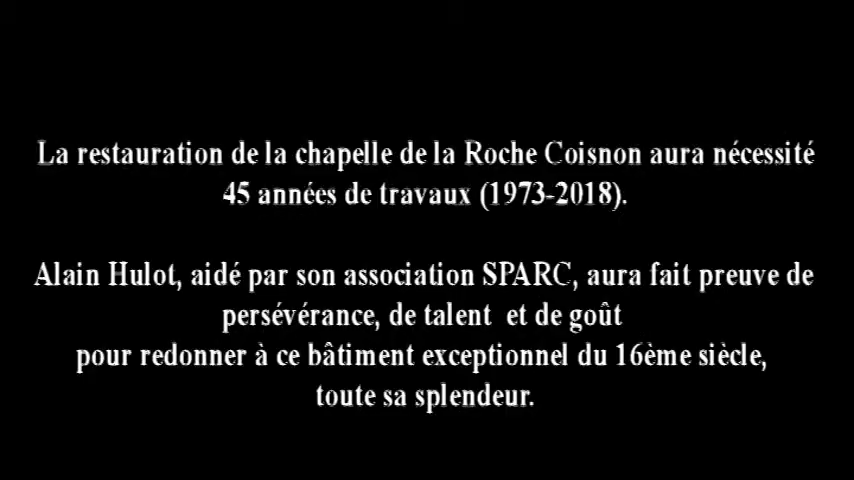 La restauration de la chapelle de la Roche Coisnon aura nécessité
45 années de travaux (1973-2018).
Alain Hulot, aidé par son association SPARC, aura fait preuve de
persévérance, de talent  et de goût
pour redonner à ce bâtiment exceptionnel du 16ème siècle,
toute sa splendeur.